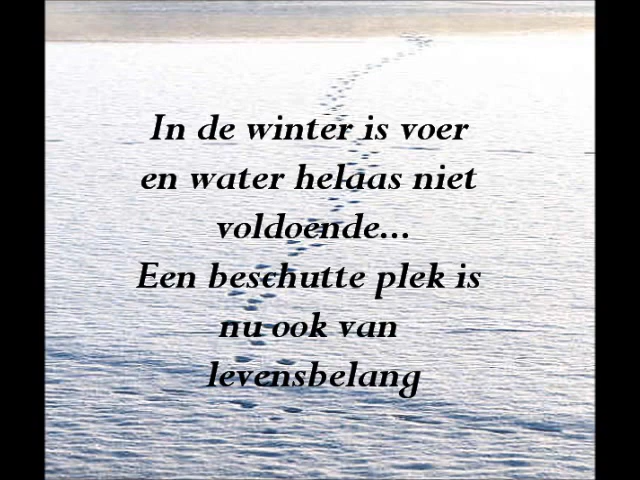 In de winter is voer
en water helaas niet
voldoende...
Een beschutte plek is
nu ook van
levensbelang